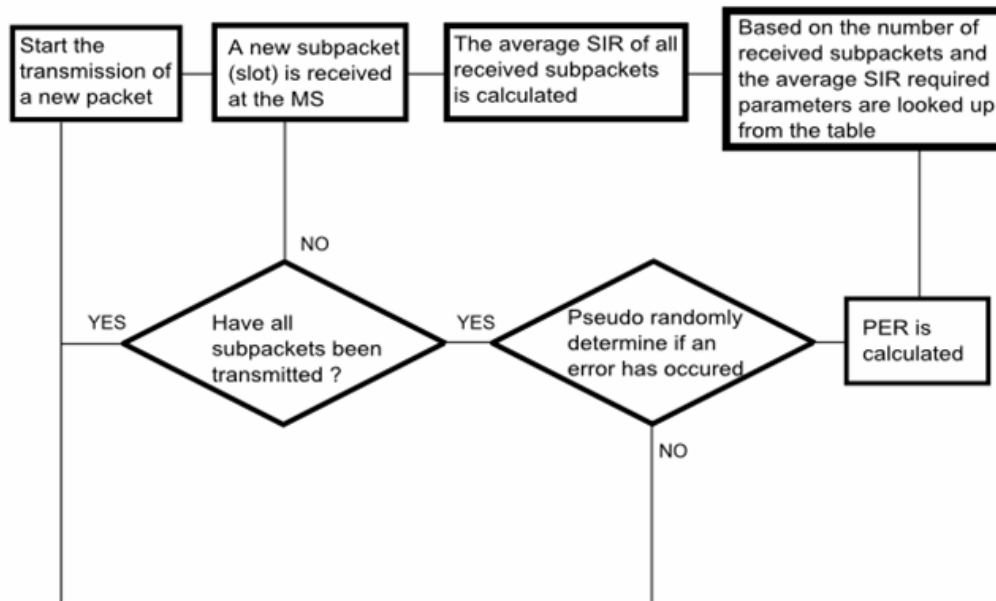 Start the
transmission of
a new packet
A new subpacket
(slot) is received
at the MS
The average SIR of all
received subpackets
is calculated
Based on the number of
received subpackets and
the average SIR required
parameters are looked up
from the table
NO
YES
Have all
subpackets been
transmitted ?
YES
Pseudo randomly
determine if an
error has occured
PER is
calculated
NO